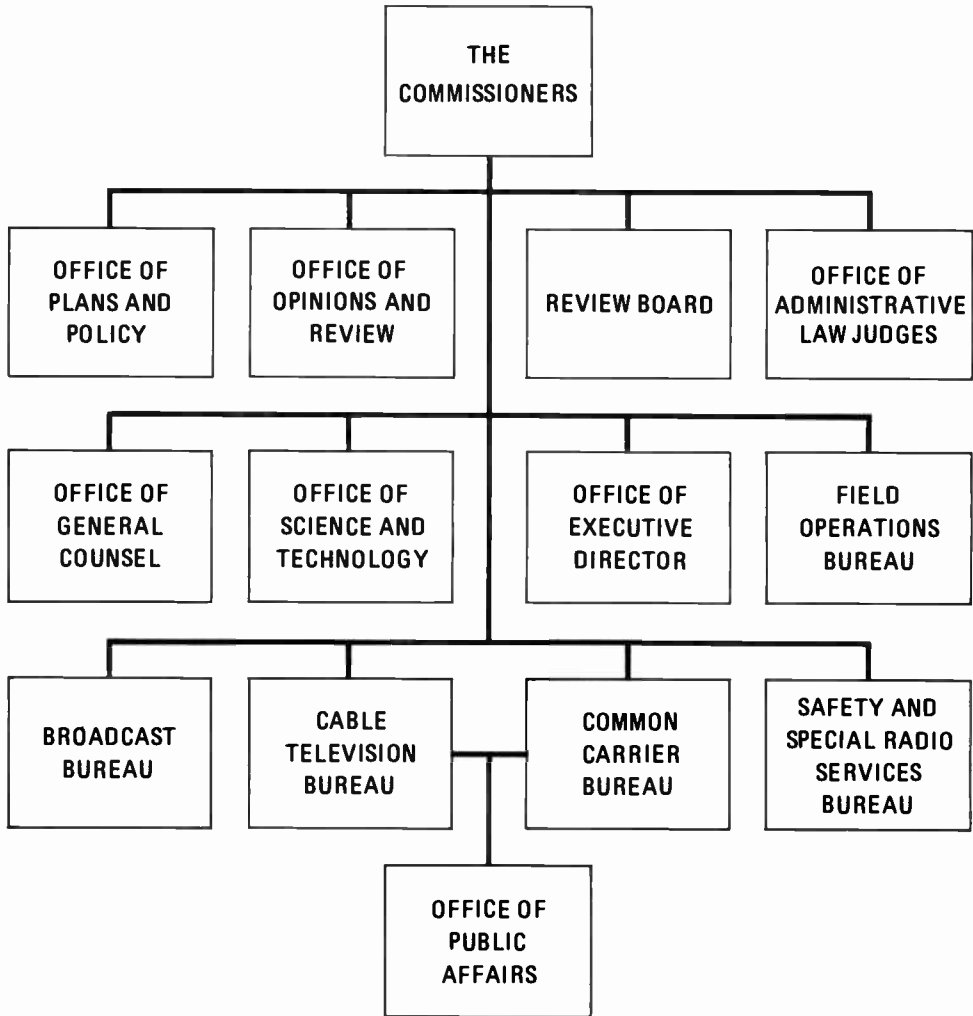 THE
COMMISSIONERS
OFFICE OF
PLANS AND
POLICY
OFFICE OF
OPINIONS AND
REVIEW
REVIEW BOARD
OFFICE OF
ADMINISTRATIVE
LAW JUDGES
OFFICE OF
GENERAL
COUNSEL
OFFICE OF
SCIENCE AND
TECHNOLOGY
OFFICE OF
EXECUTIVE
DIRECTOR
FIELD
OPERATIONS
BUREAU
BROADCAST
BUREAU
CABLE
TELEVISION
BUREAU
COMMON
CARRIER
BUREAU
SAFETY AND
SPECIAL RADIO
SERVICES
BUREAU
OFFICE OF
PUBLIC
AFFAIRS